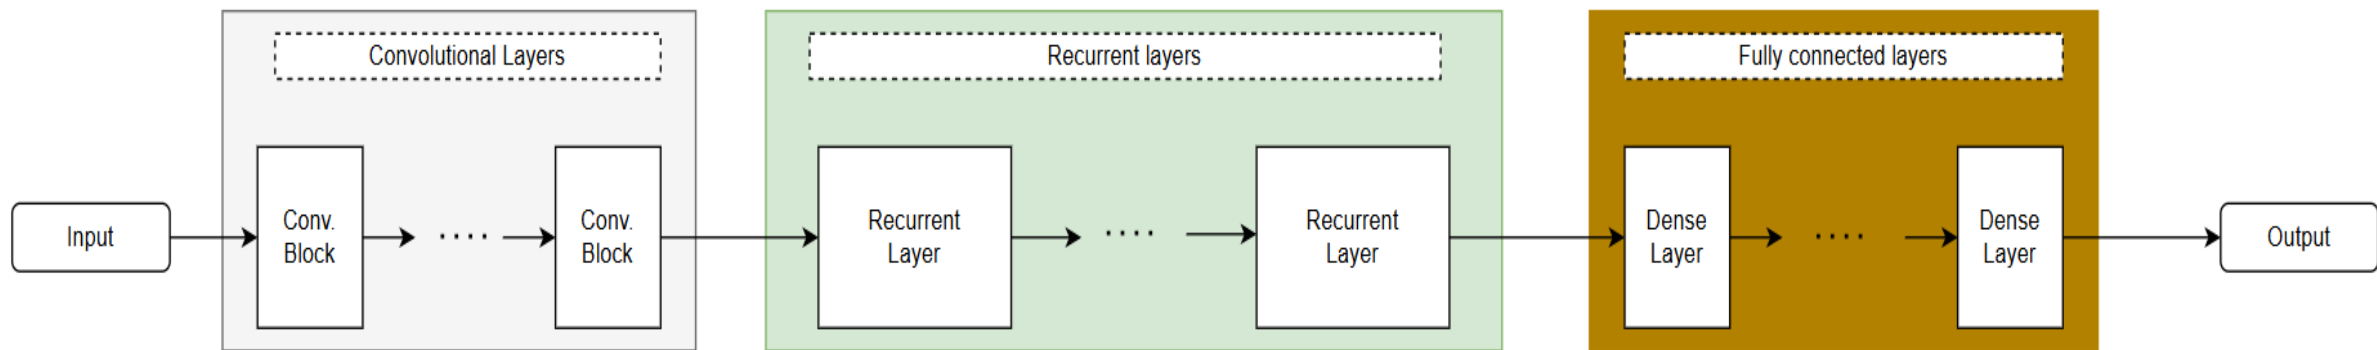 Convolutional Layers
Recurrent layers
Fully connected layers
Input
Conv.
Block
....
Conv.
Block
Recurrent
Layer
....
Recurrent
Layer
Dense
Layer
....
Dense
Layer
Output